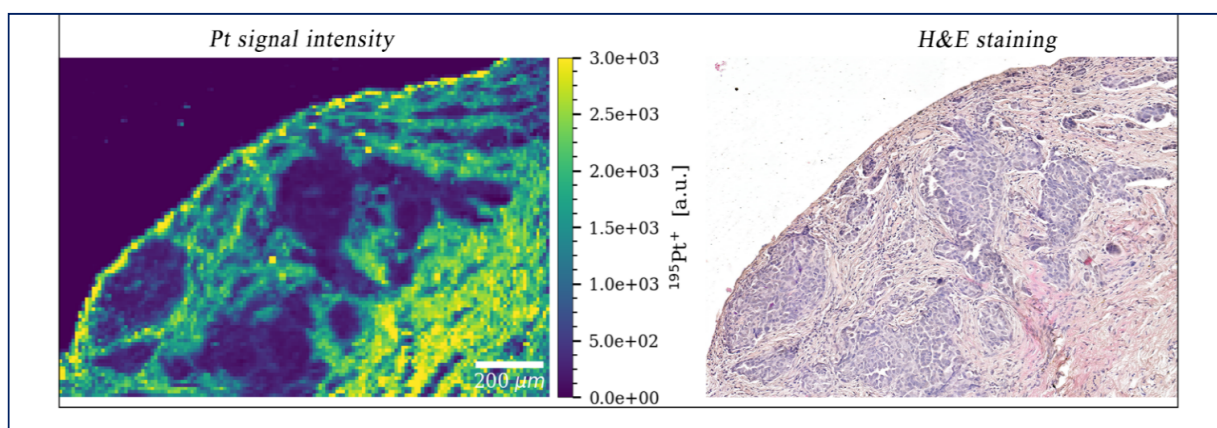 Pt signal intensity
H&E staining
3.0e+03
2.5e+03
2.0e+03
1.5e+03
1.0e+03
5.0e+02
0.0e+00
¹⁹⁵Pt⁺ [a.u.]
200 μm